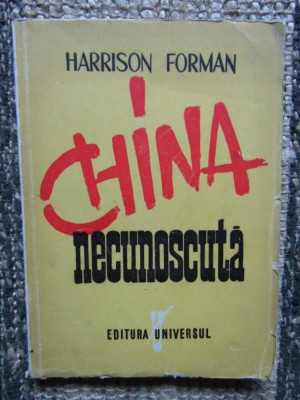 HARRISON FORMAN
CHINA
necunoscută
EDITURA UNIVERSUL